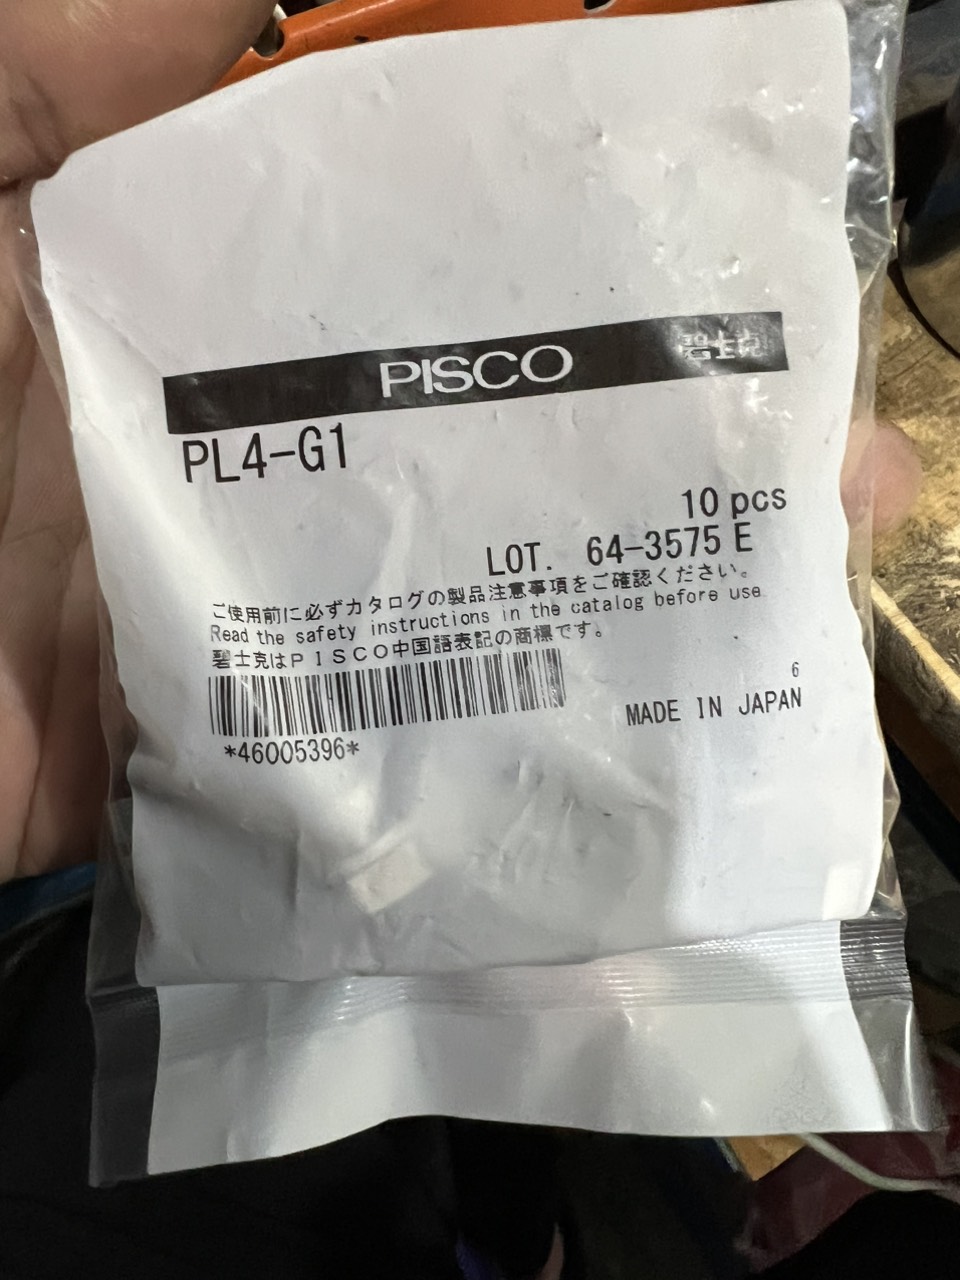 PISCO 碧士克
PL4-G1
10 pcs
LOT. 64-3575 E
ご使用前に必ずカタログの製品注意事項をご確認ください。
Read the safety instructions in the catalog before use
碧士克はPISCO中国語表記の商標です。
6
*46005396*
MADE IN JAPAN